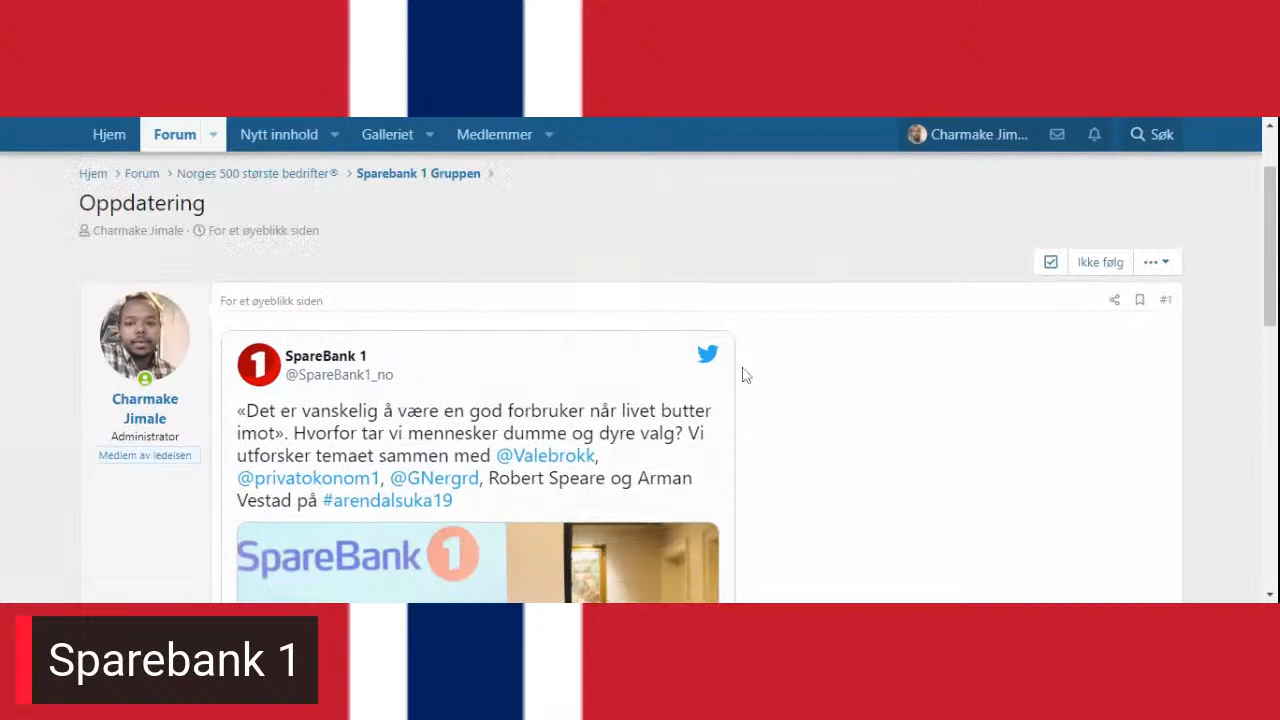 Hjem Forum Nytt innhold Galleriet Medlemmer Charmake Jim... Søk
Hjem > Forum > Norges 500 største bedrifter® > Sparebank 1 Gruppen >
Oppdatering
Charmake Jimale · For et øyeblikk siden
Ikke følg ...
For et øyeblikk siden #1
Charmake
Jimale
Administrator
Medlem av ledelsen
1
SpareBank 1
@SpareBank1_no
«Det er vanskelig å være en god forbruker når livet butter
imot». Hvorfor tar vi mennesker dumme og dyre valg? Vi
utforsker temaet sammen med @Valebrokk,
@privatokonom1, @GNergrd, Robert Speare og Arman
Vestad på #arendalsuka19
SpareBank 1
Sparebank 1